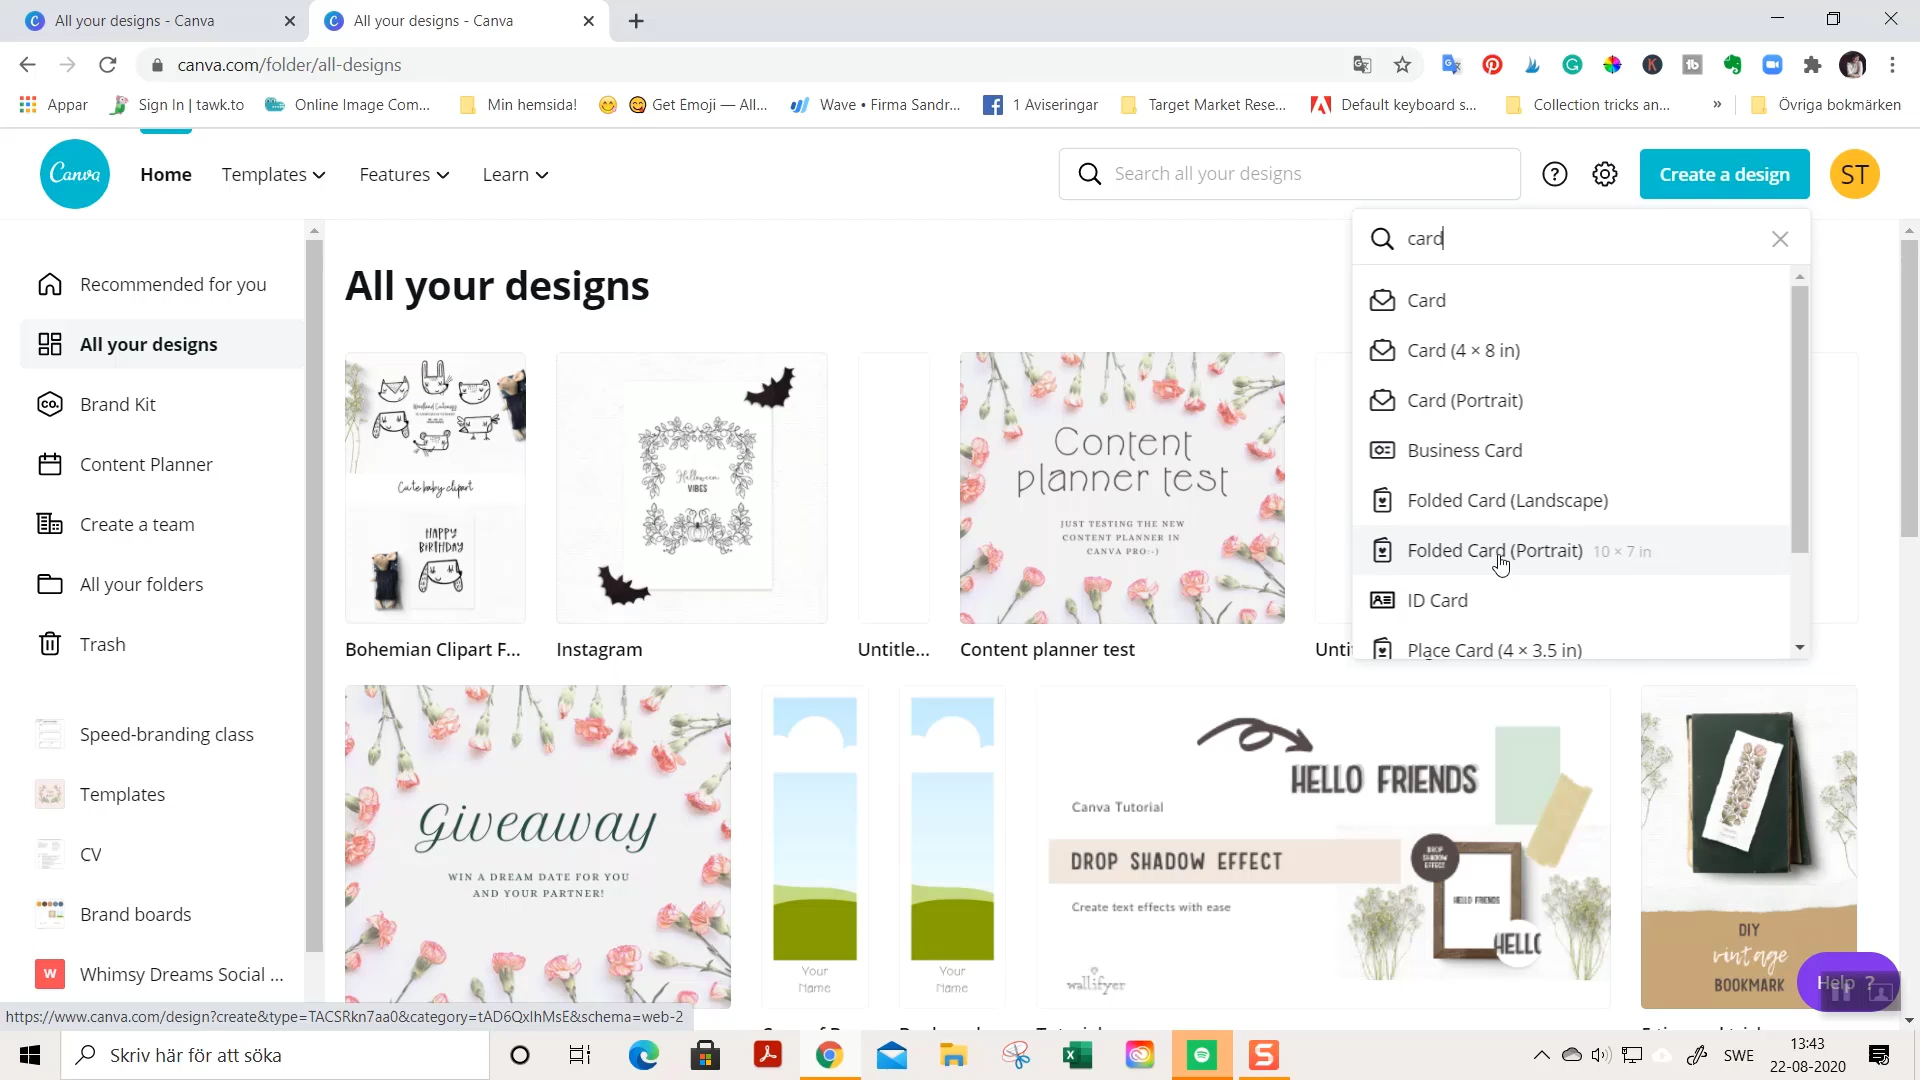 All your designs - Canva
All your designs - Canva
canva.com/folder/all-designs
Appar
Sign In | tawk.to
Online Image Com...
Min hemsida!
Get Emoji — All...
Wave • Firma Sandr...
1 Aviseringar
Target Market Rese...
Default keyboard s...
Collection tricks an...
»
Övriga bokmärken
Canva
Home
Templates
Features
Learn
Search all your designs
Create a design
ST
card
Card
Card (4 × 8 in)
Card (Portrait)
Business Card
Folded Card (Landscape)
Folded Card (Portrait) 10 × 7 in
ID Card
Place Card (4 × 3.5 in)
Recommended for you
All your designs
Brand Kit
Content Planner
Create a team
All your folders
Trash
Speed-branding class
Templates
CV
Brand boards
Whimsy Dreams Social ...
All your designs
Cute baby clipart
HAPPY
BIRTHDAY
Halloween
VIBES
Content
planner test
JUST TESTING THE NEW
CONTENT PLANNER IN
CANVA PRO:-)
Bohemian Clipart F...
Instagram
Untitle...
Content planner test
Giveaway
WIN A DREAM DATE FOR YOU
AND YOUR PARTNER!
Your
Name
Your
Name
HELLO FRIENDS
Canva Tutorial
DROP SHADOW EFFECT
Create text effects with ease
DROP
SHADOW
EFFECT
HELLO FRIENDS
HELLO
wallifyer
DIY
vintage
BOOKMARK
Help ?
https://www.canva.com/design?create&type=TACSRkn7aa0&category=tAD6QxlhMsE&schema=web-2
Skriv här för att söka
SWE
13:43
22-08-2020